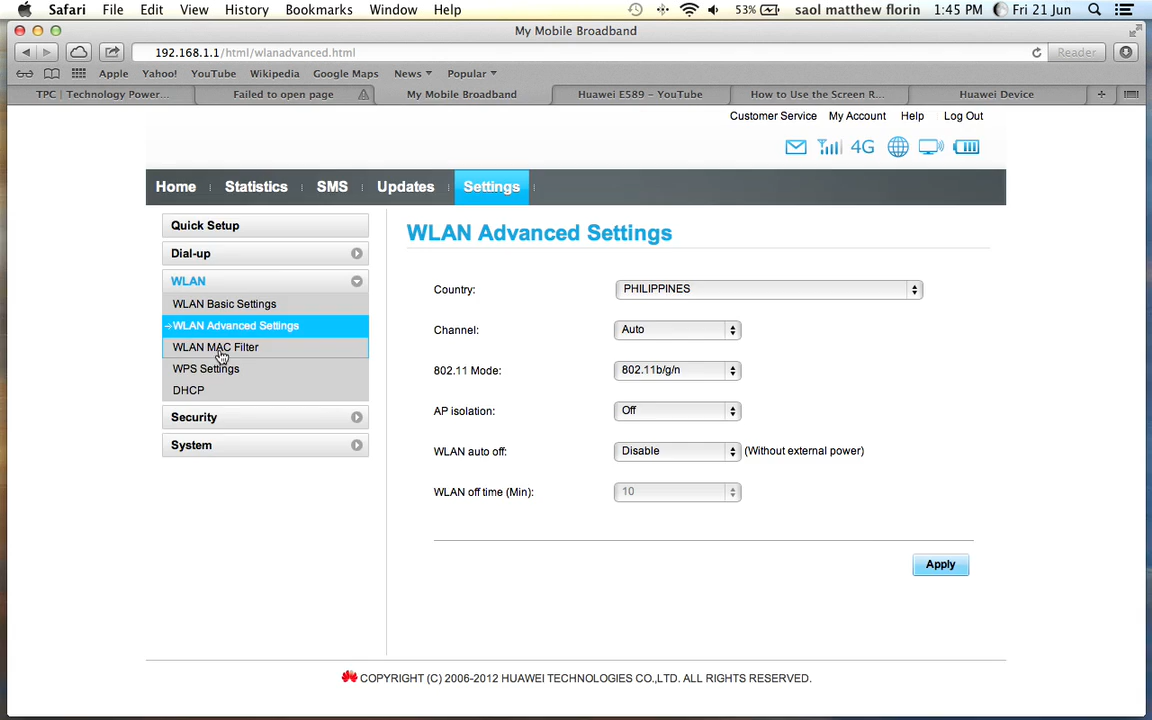 Safari File Edit View History Bookmarks Window Help 53% saol matthew florin 1:45 PM Fri 21 Jun
My Mobile Broadband
192.168.1.1/html/wlanadvanced.html Reader
Apple Yahoo! YouTube Wikipedia Google Maps News Popular
TPC | Technology Power... Failed to open page My Mobile Broadband Huawei E589 – YouTube How to Use the Screen R... Huawei Device +
Customer Service My Account Help Log Out
4G
Home Statistics SMS Updates Settings
Quick Setup
Dial-up
WLAN
WLAN Basic Settings
WLAN Advanced Settings
WLAN MAC Filter
WPS Settings
DHCP
Security
System
WLAN Advanced Settings
Country: PHILIPPINES
Channel: Auto
802.11 Mode: 802.11b/g/n
AP isolation: Off
WLAN auto off: Disable (Without external power)
WLAN off time (Min): 10
Apply
COPYRIGHT (C) 2006-2012 HUAWEI TECHNOLOGIES CO.,LTD. ALL RIGHTS RESERVED.